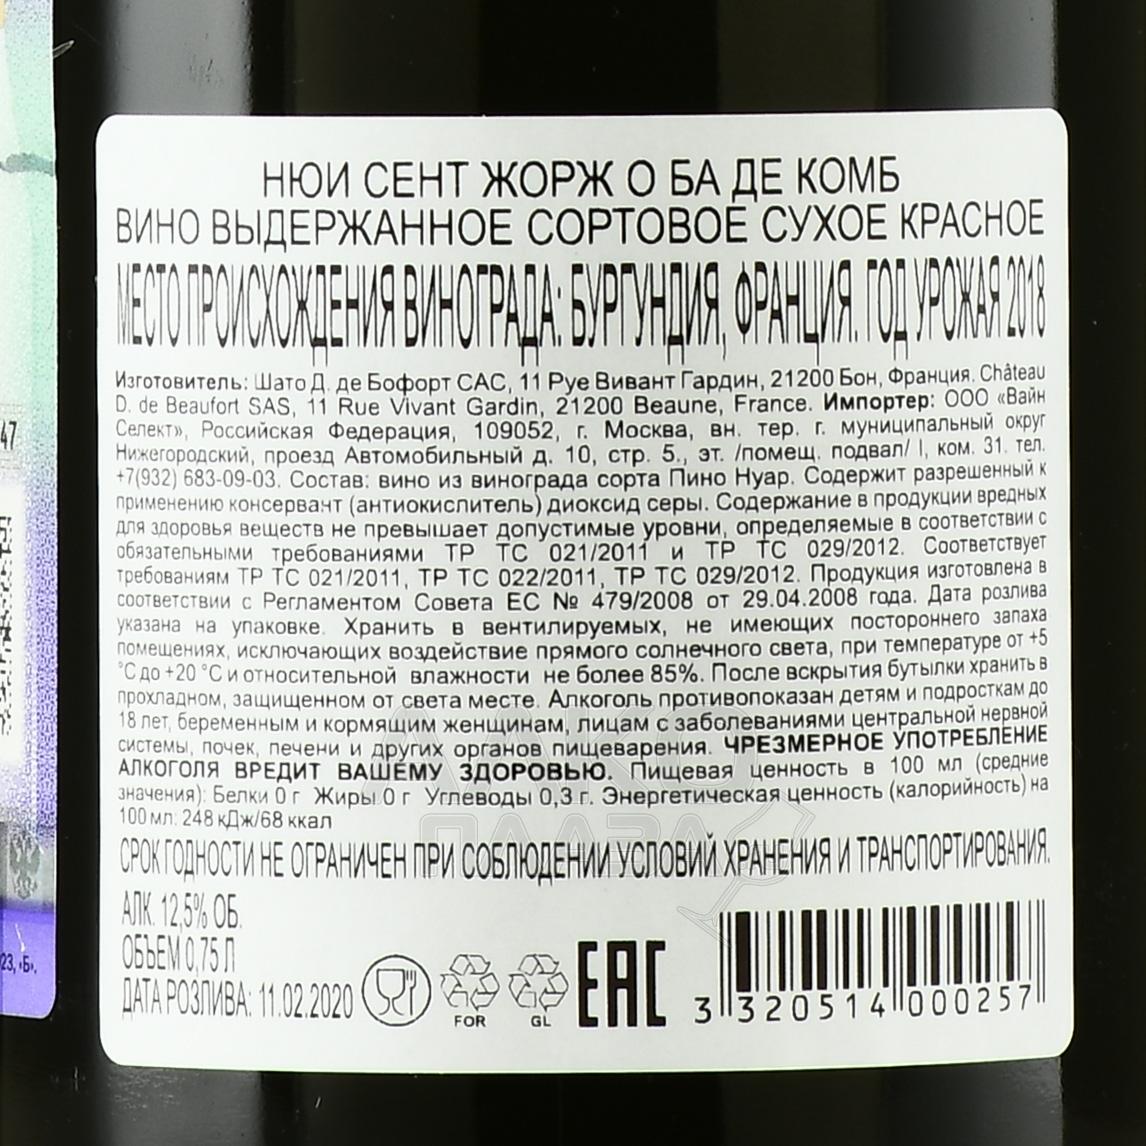 НЮИ СЕНТ ЖОРЖ О БА ДЕ КОМБ
ВИНО ВЫДЕРЖАННОЕ СОРТОВОЕ СУХОЕ КРАСНОЕ
МЕСТО ПРОИСХОЖДЕНИЯ ВИНОГРАДА: БУРГУНДИЯ, ФРАНЦИЯ. ГОД УРОЖАЯ 2018
Изготовитель: Шато Д. де Бофорт САС, 11 Руе Вивант Гардин, 21200 Бон, Франция. Château
D. de Beaufort SAS, 11 Rue Vivant Gardin, 21200 Beaune, France. Импортер: ООО «Вайн
Селект», Российская Федерация, 109052, г. Москва, вн. тер. г. муниципальный округ
Нижегородский, проезд Автомобильный д. 10, стр. 5., эт. /помещ. подвал/ I, ком. 31. тел.
+7(932) 683-09-03. Состав: вино из винограда сорта Пино Нуар. Содержит разрешенный к
применению консервант (антиокислитель) диоксид серы. Содержание в продукции вредных
для здоровья веществ не превышает допустимые уровни, определяемые в соответствии с
обязательными требованиями ТР ТС 021/2011 и ТР ТС 029/2012. Соответствует
требованиям ТР ТС 021/2011, ТР ТС 022/2011, ТР ТС 029/2012. Продукция изготовлена в
соответствии с Регламентом Совета ЕС № 479/2008 от 29.04.2008 года. Дата розлива
указана на упаковке. Хранить в вентилируемых, не имеющих постороннего запаха
помещениях, исключающих воздействие прямого солнечного света, при температуре от +5
°С до +20 °С и относительной влажности не более 85%. После вскрытия бутылки хранить в
прохладном, защищенном от света месте. Алкоголь противопоказан детям и подросткам до
18 лет, беременным и кормящим женщинам, лицам с заболеваниями центральной нервной
системы, почек, печени и других органов пищеварения. ЧРЕЗМЕРНОЕ УПОТРЕБЛЕНИЕ
АЛКОГОЛЯ ВРЕДИТ ВАШЕМУ ЗДОРОВЬЮ. Пищевая ценность в 100 мл (средние
значения): Белки 0 г Жиры 0 г Углеводы 0,3 г. Энергетическая ценность (калорийность) на
100 мл: 248 кДж/68 ккал
СРОК ГОДНОСТИ НЕ ОГРАНИЧЕН ПРИ СОБЛЮДЕНИИ УСЛОВИЙ ХРАНЕНИЯ И ТРАНСПОРТИРОВАНИЯ.
АЛК. 12,5% ОБ.
ОБЪЕМ 0,75 Л
ДАТА РОЗЛИВА: 11.02.2020
FOR
GL
EAC
3 320514 000257
47
23, «Б».
АЛКО
ПЛАЗА